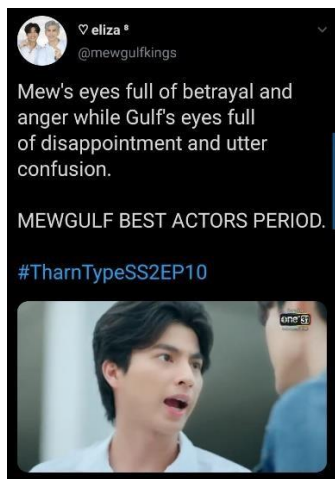 ♡ eliza ⁸
@mewgulfkings
Mew's eyes full of betrayal and
anger while Gulf's eyes full
of disappointment and utter
confusion.
MEWGULF BEST ACTORS PERIOD.
#TharnTypeSS2EP10
one 31